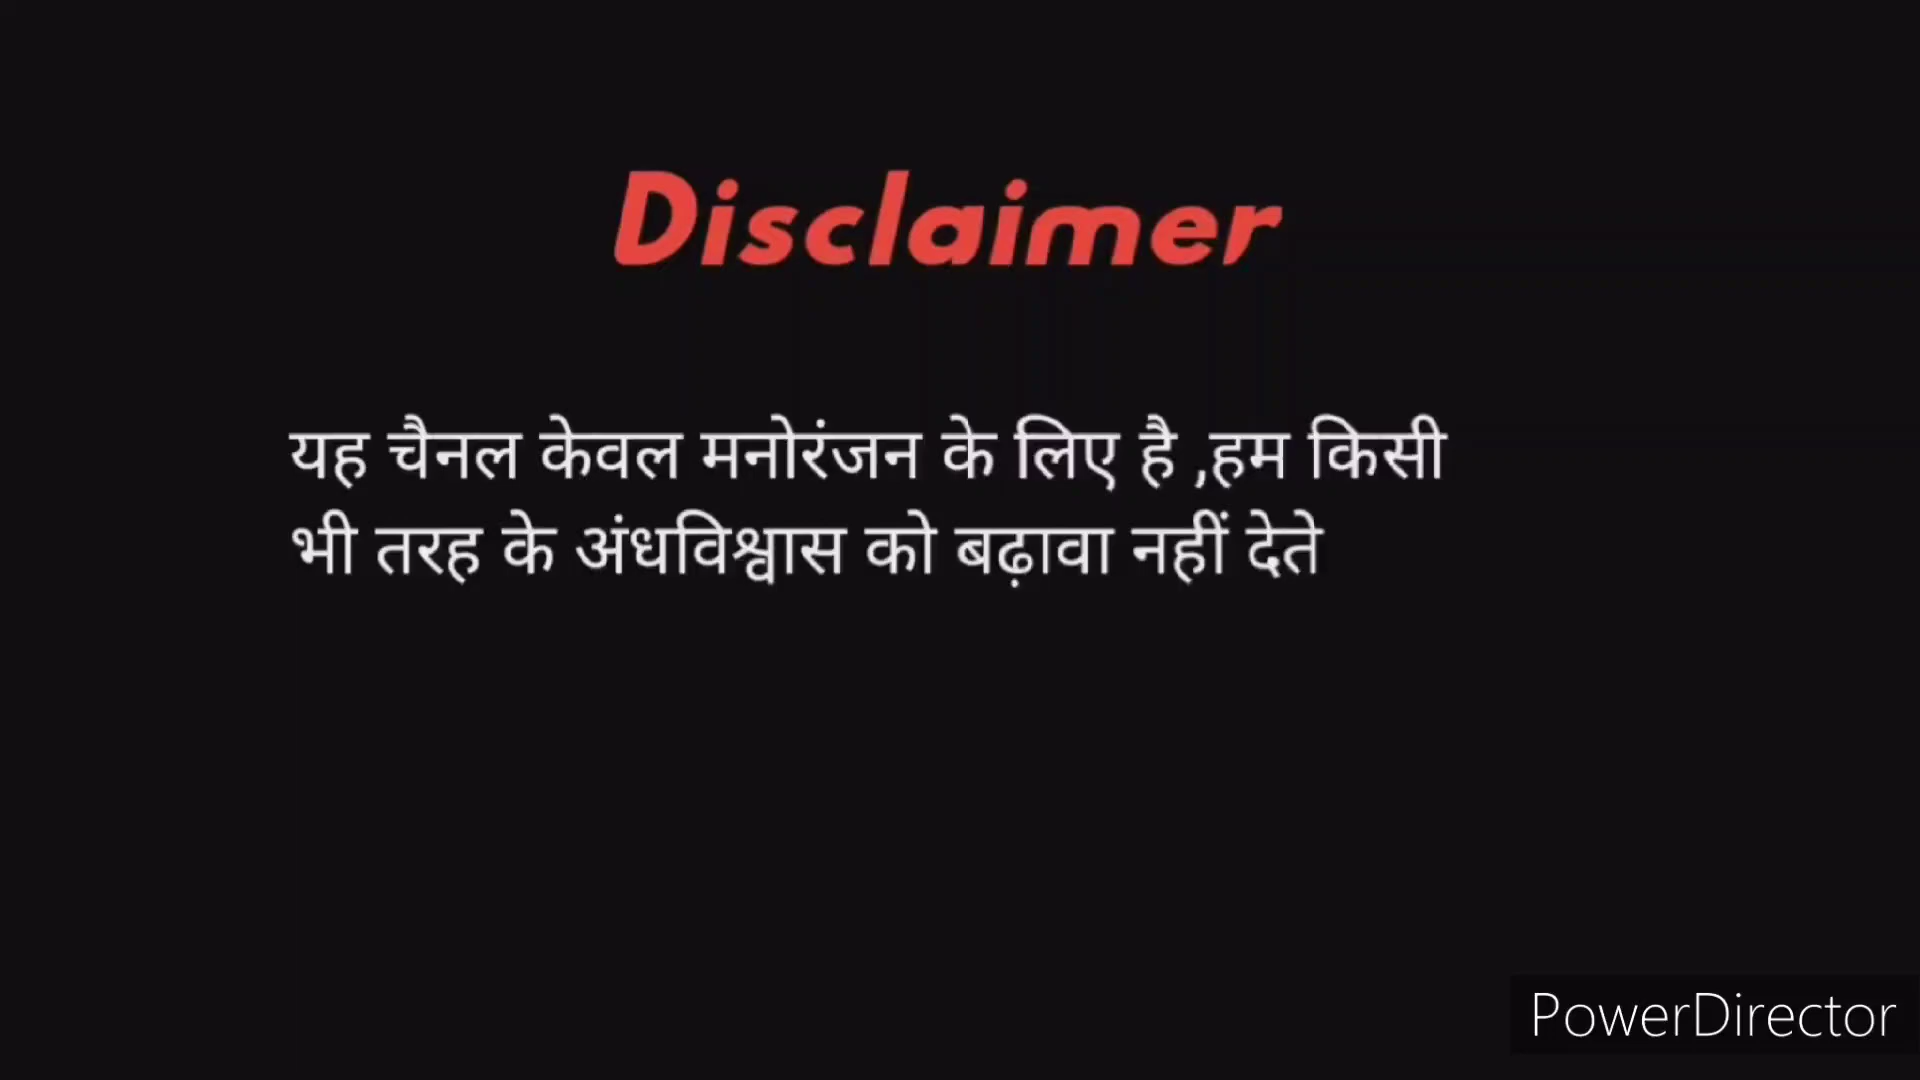 Disclaimer
यह चैनल केवल मनोरंजन के लिए है ,हम किसी
भी तरह के अंधविश्वास को बढ़ावा नहीं देते
PowerDirector